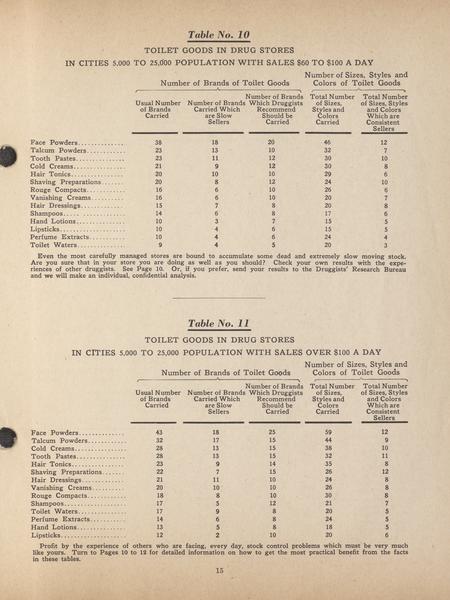 Table No. 10
TOILET GOODS IN DRUG STORES
IN CITIES 5,000 TO 25,000 POPULATION WITH SALES $60 TO $100 A DAY
Number of Brands of Toilet Goods Number of Sizes, Styles and Colors of Toilet Goods
Usual Number of Brands Carried Number of Brands Carried Which are Slow Sellers Number of Brands Which Druggists Recommend Should be Carried Total Number of Sizes, Styles and Colors Carried Total Number of Sizes, Styles and Colors Which are Consistent Sellers
Face Powders 38 18 20 46 12
Talcum Powders 23 13 10 32 7
Tooth Pastes 23 11 12 30 10
Cold Creams 21 9 12 30 8
Hair Tonics 20 10 10 29 6
Shaving Preparations 20 8 12 24 10
Rouge Compacts 16 6 10 26 6
Vanishing Creams 16 6 10 20 7
Hair Dressings 15 7 8 20 8
Shampoos 14 6 8 17 6
Hand Lotions 10 3 7 15 5
Lipsticks 10 4 6 15 5
Perfume Extracts 10 4 6 24 4
Toilet Waters 9 4 5 20 3
Even the most carefully managed stores are bound to accumulate some dead and extremely slow moving stock.
Are you sure that in your store you are doing as well as you should? Check your own results with the expe-
riences of other druggists. See Page 10. Or, if you prefer, send your results to the Druggists' Research Bureau
and we will make an individual, confidential analysis.
Table No. 11
TOILET GOODS IN DRUG STORES
IN CITIES 5,000 TO 25,000 POPULATION WITH SALES OVER $100 A DAY
Number of Brands of Toilet Goods Number of Sizes, Styles and Colors of Toilet Goods
Usual Number of Brands Carried Number of Brands Carried Which are Slow Sellers Number of Brands Which Druggists Recommend Should be Carried Total Number of Sizes, Styles and Colors Carried Total Number of Sizes, Styles and Colors Which are Consistent Sellers
Face Powders 43 18 25 59 12
Talcum Powders 32 17 15 44 9
Cold Creams 28 13 15 38 10
Tooth Pastes 28 13 15 32 11
Hair Tonics 23 9 14 35 8
Shaving Preparations 22 7 15 26 12
Hair Dressings 21 11 10 24 8
Vanishing Creams 20 10 10 26 8
Rouge Compacts 18 8 10 30 8
Shampoos 17 5 12 21 7
Toilet Waters 17 9 8 20 5
Perfume Extracts 14 6 8 24 5
Hand Lotions 13 5 8 18 5
Lipsticks 12 2 10 20 6
Profit by the experience of others who are facing, every day, stock control problems which must be very much
like yours. Turn to Pages 10 to 12 for detailed information on how to get the most practical benefit from the facts
in these tables.
15